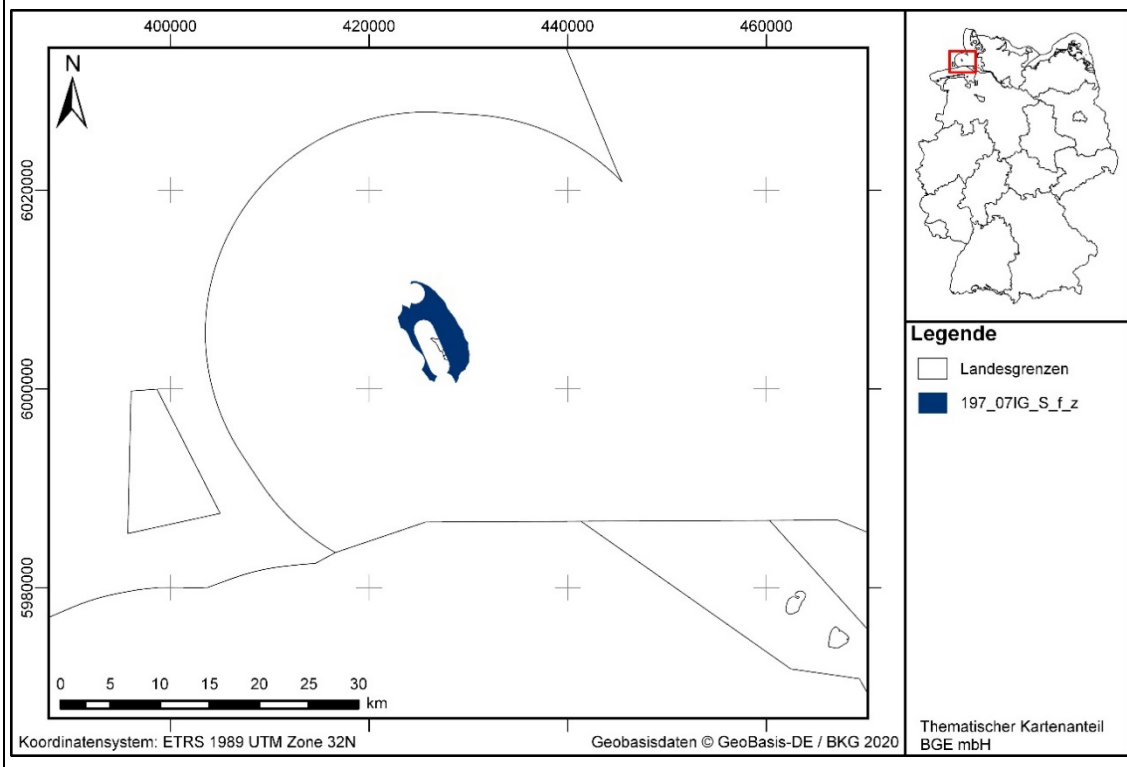 400000 420000 440000 460000
N
6020000
6000000
5980000
0 5 10 15 20 30
km
Koordinatensystem: ETRS 1989 UTM Zone 32N
Geobasisdaten © GeoBasis-DE / BKG 2020
Legende
Landesgrenzen
197_07IG_S_f_z
Thematischer Kartenanteil
BGE mbH